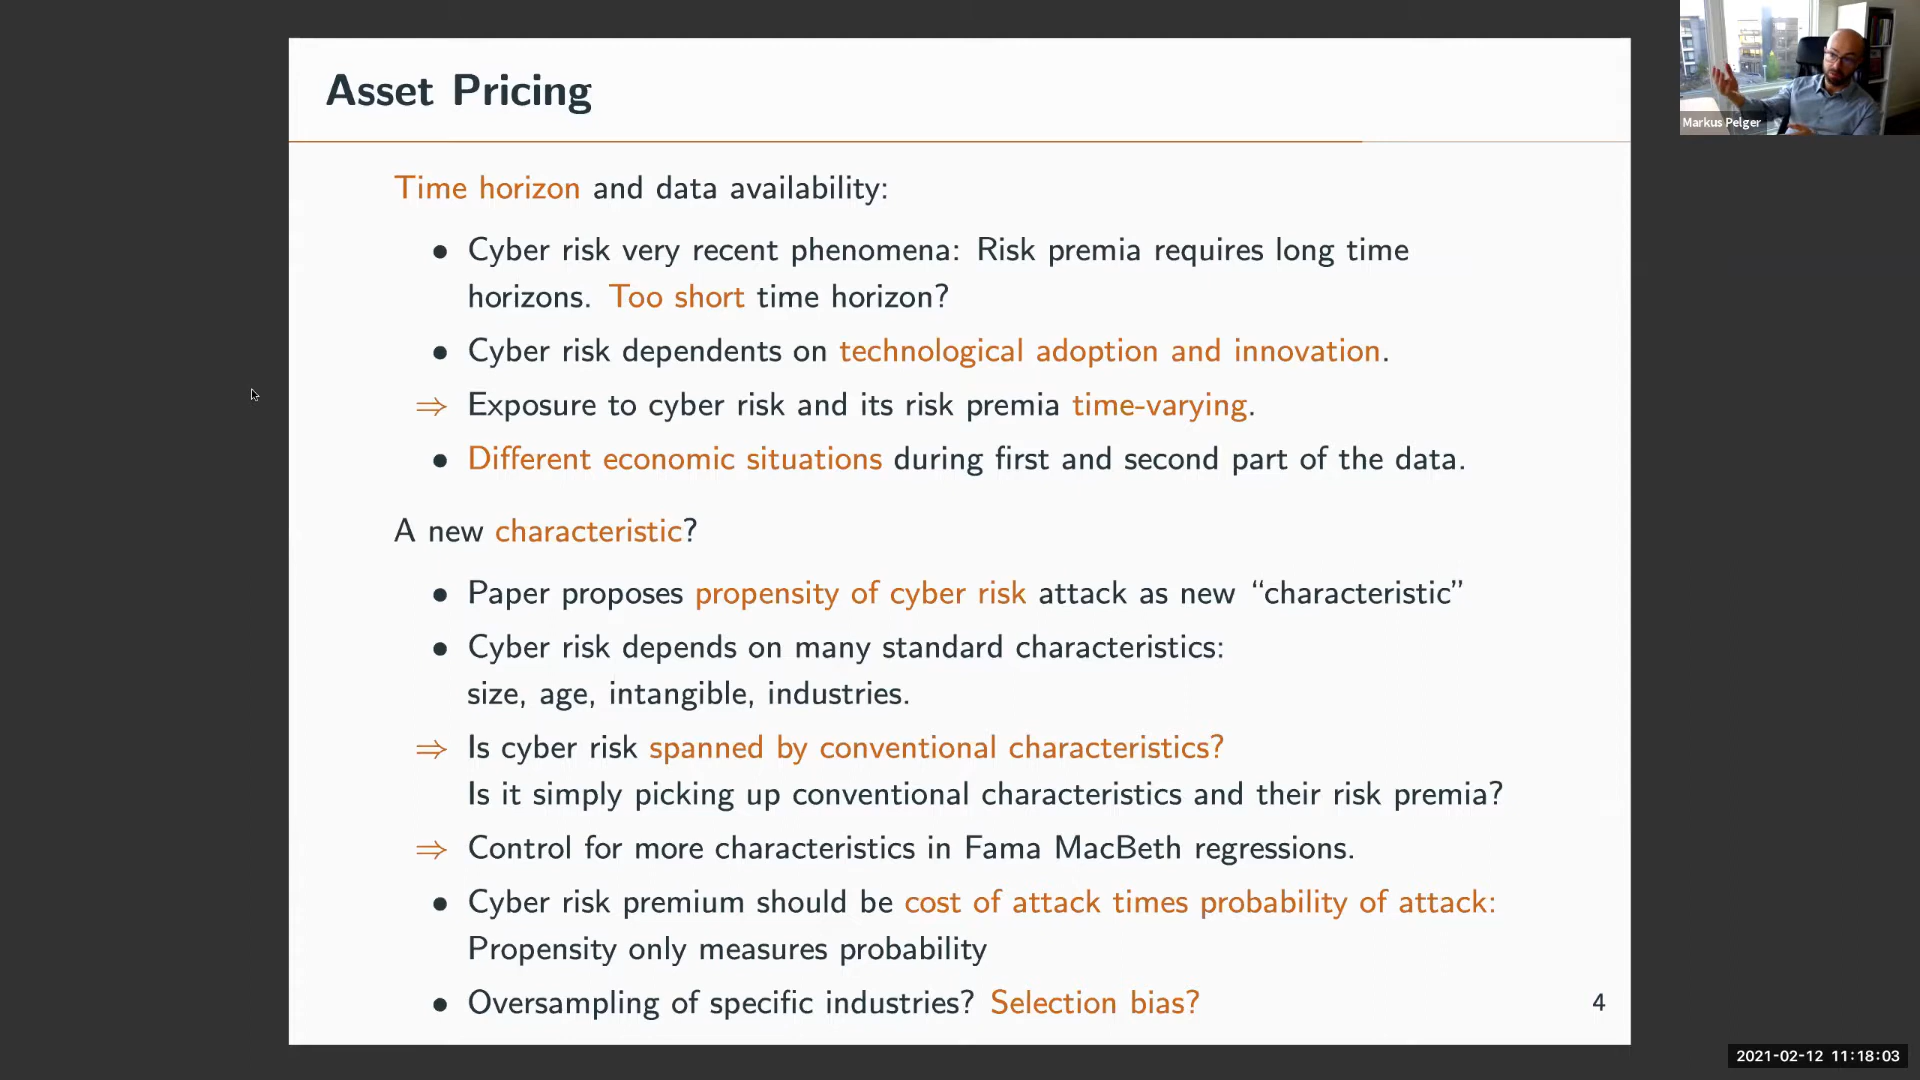 Asset Pricing
Markus Pelger
Time horizon and data availability:
• Cyber risk very recent phenomena: Risk premia requires long time
horizons. Too short time horizon?
• Cyber risk dependents on technological adoption and innovation.
⇒ Exposure to cyber risk and its risk premia time-varying.
• Different economic situations during first and second part of the data.
A new characteristic?
• Paper proposes propensity of cyber risk attack as new “characteristic”
• Cyber risk depends on many standard characteristics:
size, age, intangible, industries.
⇒ Is cyber risk spanned by conventional characteristics?
Is it simply picking up conventional characteristics and their risk premia?
⇒ Control for more characteristics in Fama MacBeth regressions.
• Cyber risk premium should be cost of attack times probability of attack:
Propensity only measures probability
• Oversampling of specific industries? Selection bias?
4
2021-02-12 11:18:03